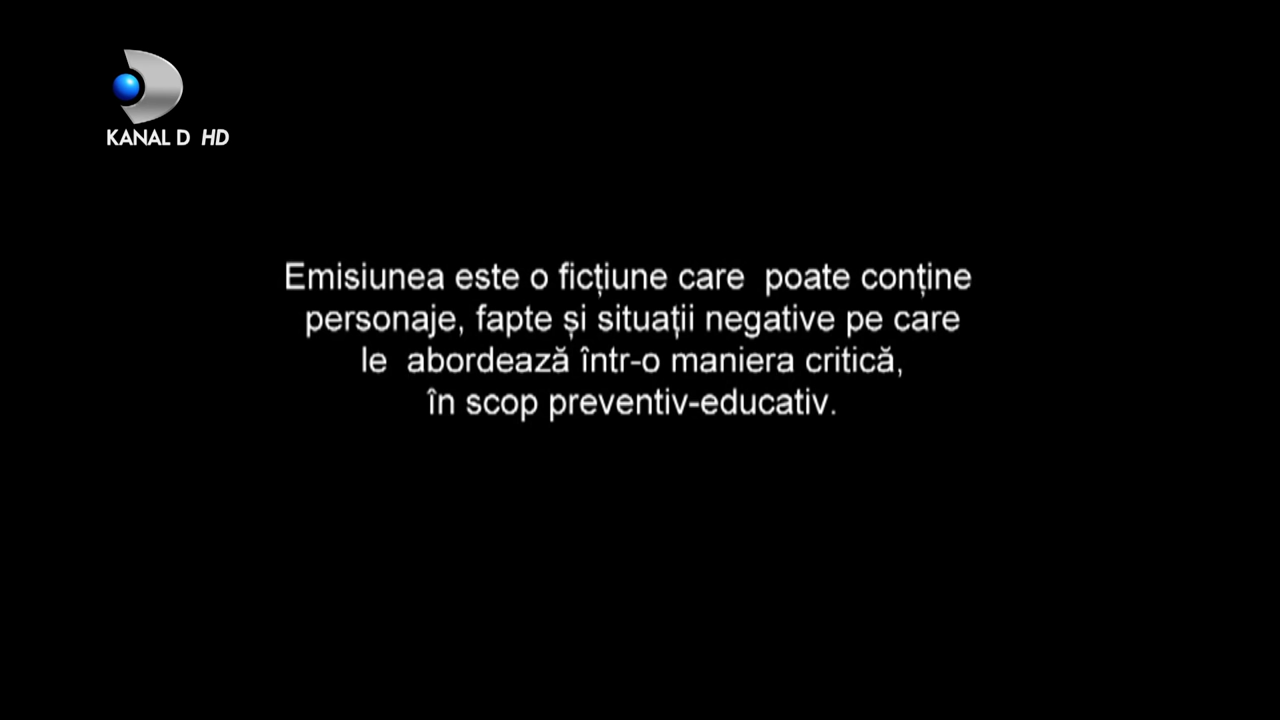 KANAL D HD
Emisiunea este o ficțiune care  poate conține
personaje, fapte și situații negative pe care
le  abordează într-o maniera critică,
în scop preventiv-educativ.